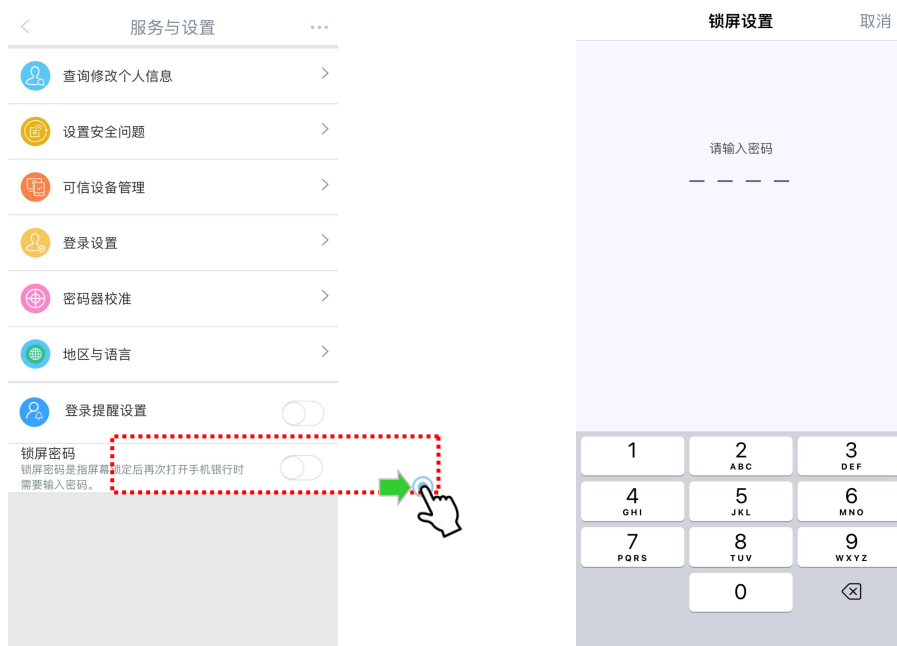 服务与设置
查询修改个人信息
设置安全问题
可信设备管理
登录设置
密码器校准
地区与语言
登录提醒设置
锁屏密码
锁屏密码是指屏幕锁定后再次打开手机银行时
需要输入密码。
锁屏设置 取消
请输入密码
1 2 3
ABC DEF
4 5 6
GHI JKL MNO
7 8 9
PQRS TUV WXYZ
0